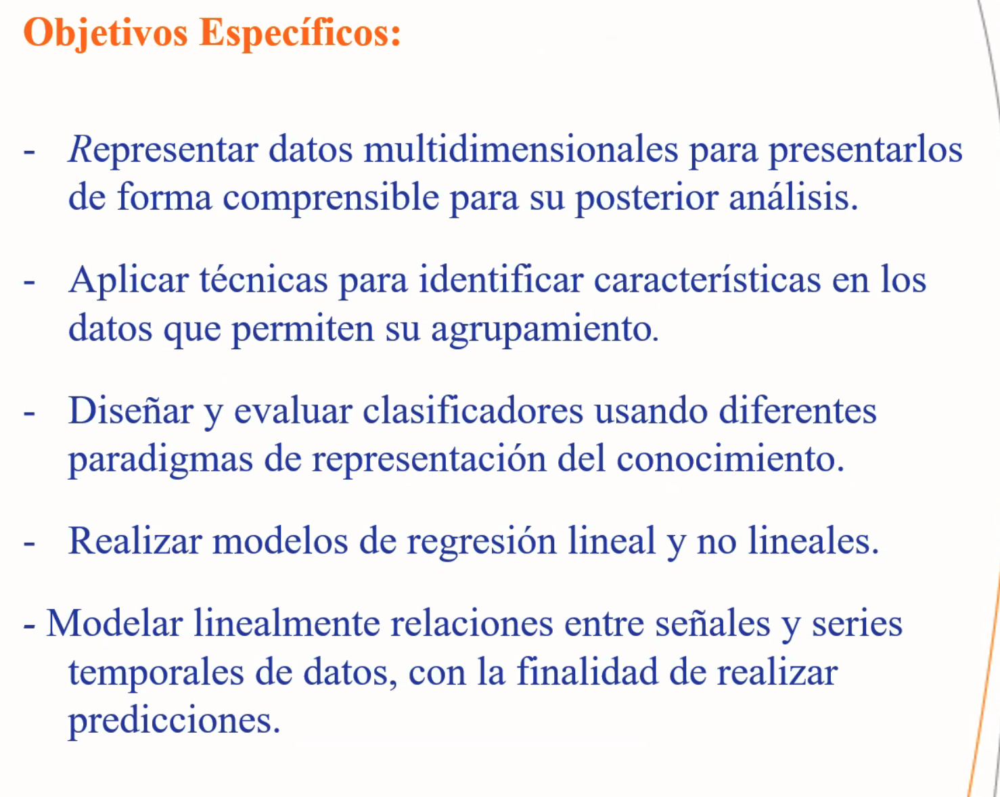 Objetivos Específicos:
- Representar datos multidimensionales para presentarlos
de forma comprensible para su posterior análisis.
- Aplicar técnicas para identificar características en los
datos que permiten su agrupamiento.
- Diseñar y evaluar clasificadores usando diferentes
paradigmas de representación del conocimiento.
- Realizar modelos de regresión lineal y no lineales.
- Modelar linealmente relaciones entre señales y series
temporales de datos, con la finalidad de realizar
predicciones.